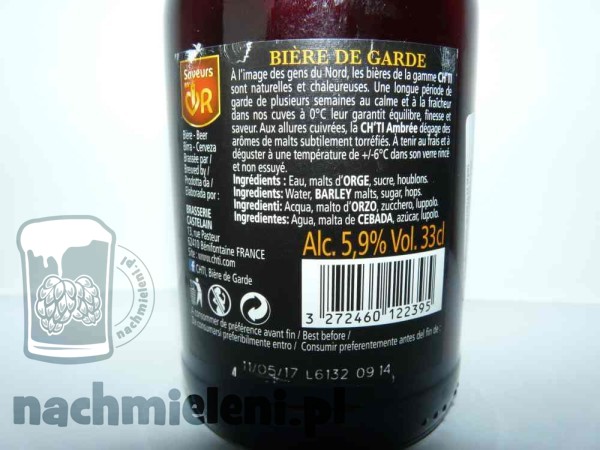 BIÈRE DE GARDE
Saveurs
OR
À l'image des gens du Nord, les bières de la gamme CH'TI
sont naturelles et chaleureuses. Une longue période de
garde de plusieurs semaines au calme et à la fraîcheur
dans nos cuves à 0°C leur garantit équilibre, finesse et
saveur. Aux allures cuivrées, la CH'TI Ambrée dégage des
arômes de malts subtilement torréfiés. À tenir au frais et à
déguster à une température de +/-6°C dans son verre rincé
et non essuyé.
Ingrédients : Eau, malts d'ORGE, sucre, houblons.
Ingredients: Water, BARLEY malts, sugar, hops.
Ingredienti: Acqua, malto d'ORZO, zucchero, luppolo.
Ingredientes: Agua, malta de CEBADA, azúcar, lupolo.
Bière - Beer
Birra - Cerveza
Brassée par /
Brewed by /
Prodotta da /
Elaborada por :
BRASSERIE
CASTELAIN
13, rue Pasteur
62410 Bénifontaine FRANCE
Site : www.chti.com
f CH'TI, Bière de Garde
Alc. 5,9% Vol. 33cl
3 272460 122395
À consommer de préférence avant fin / Best before /
Da consumarsi preferibilmente entro / Consumir preferentemente antes del fin de :
11/05/17 L6132 09 14
nachmieleni.pl
nachmieleni.pl